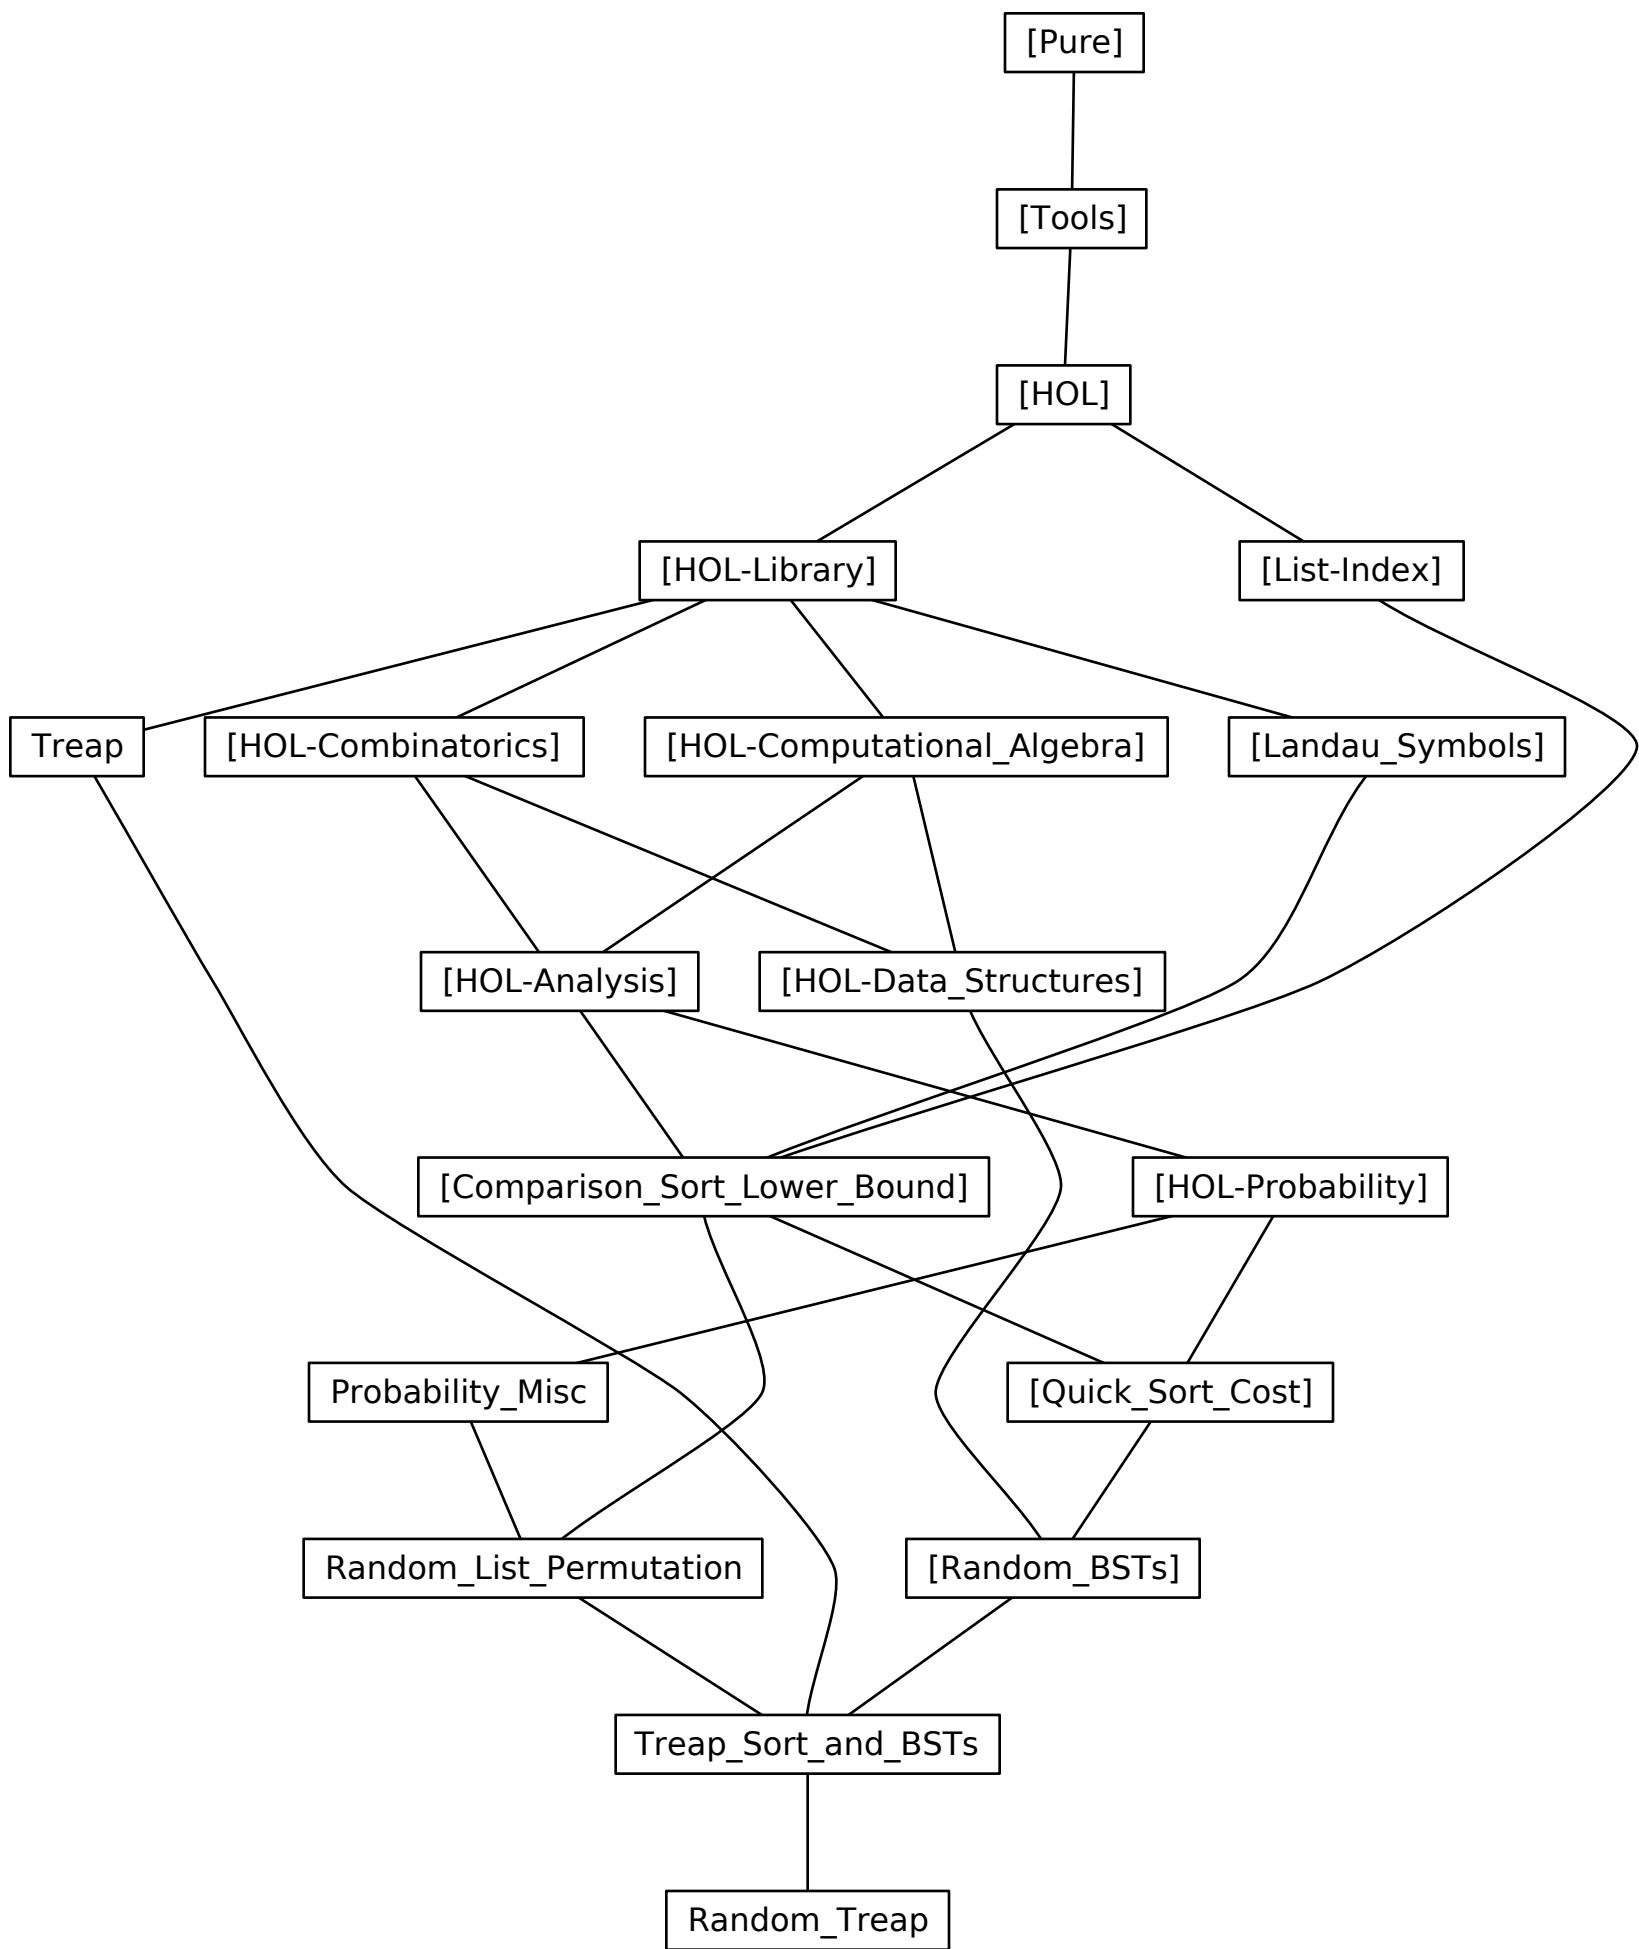 [Pure]
[Tools]
[HOL]
[HOL-Library]
[List-Index]
Treap
[HOL-Combinatorics]
[HOL-Computational_Algebra]
[Landau_Symbols]
[HOL-Analysis]
[HOL-Data_Structures]
[Comparison_Sort_Lower_Bound]
[HOL-Probability]
Probability_Misc
[Quick_Sort_Cost]
Random_List_Permutation
[Random_BSTs]
Treap_Sort_and_BSTs
Random_Treap